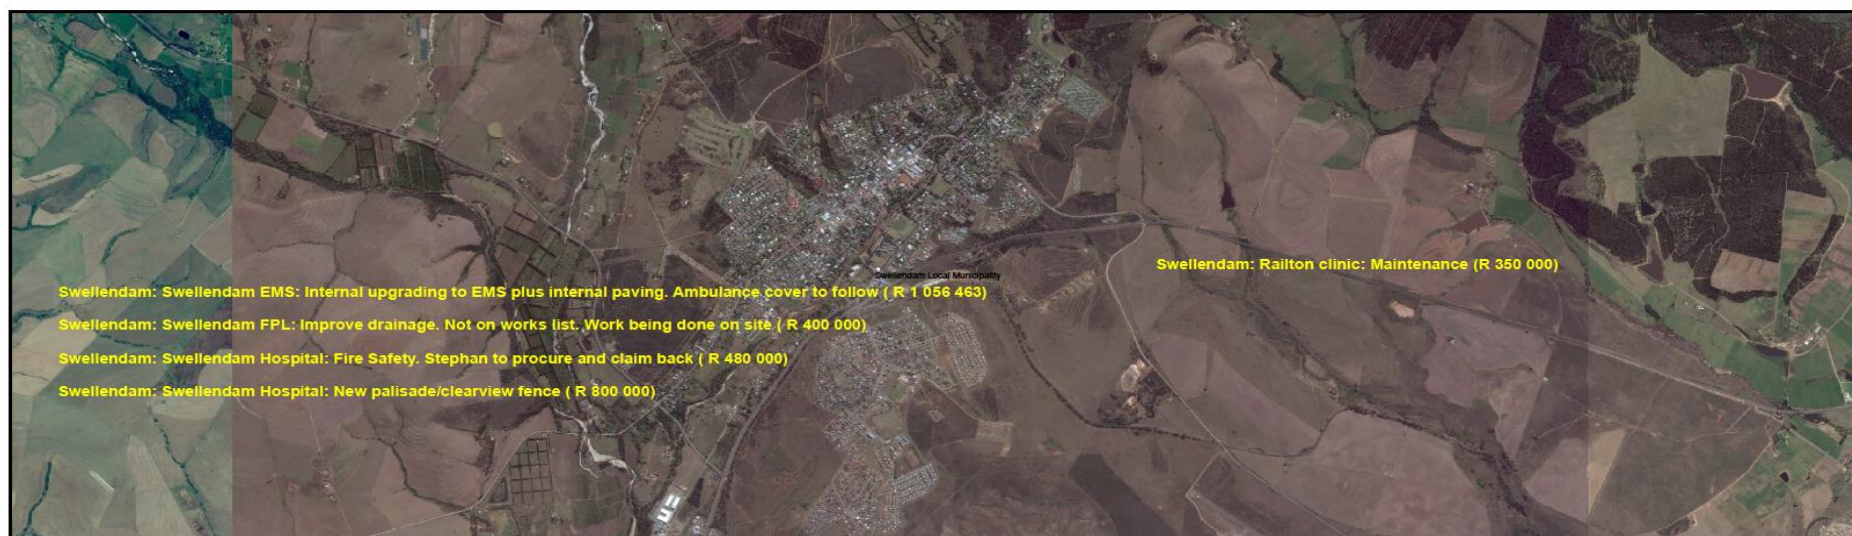 Swellendam Local Municipality
Swellendam: Railton clinic: Maintenance (R 350 000)
Swellendam: Swellendam EMS: Internal upgrading to EMS plus internal paving. Ambulance cover to follow ( R 1 056 463)
Swellendam: Swellendam FPL: Improve drainage. Not on works list. Work being done on site ( R 400 000)
Swellendam: Swellendam Hospital: Fire Safety. Stephan to procure and claim back ( R 480 000)
Swellendam: Swellendam Hospital: New palisade/clearview fence ( R 800 000)